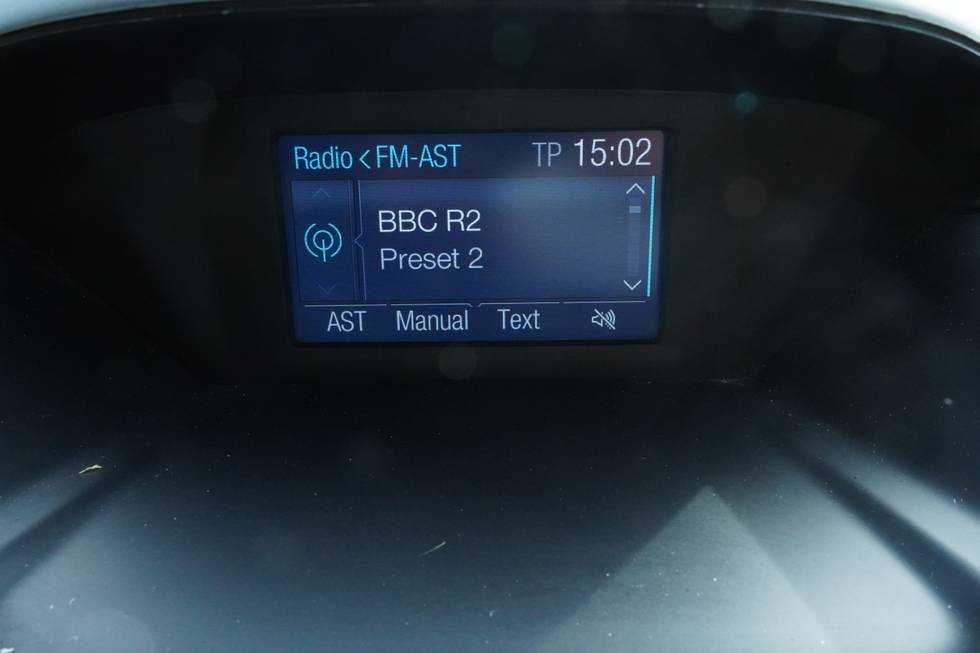 Radio < FM-AST TP 15:02
BBC R2
Preset 2
AST Manual Text